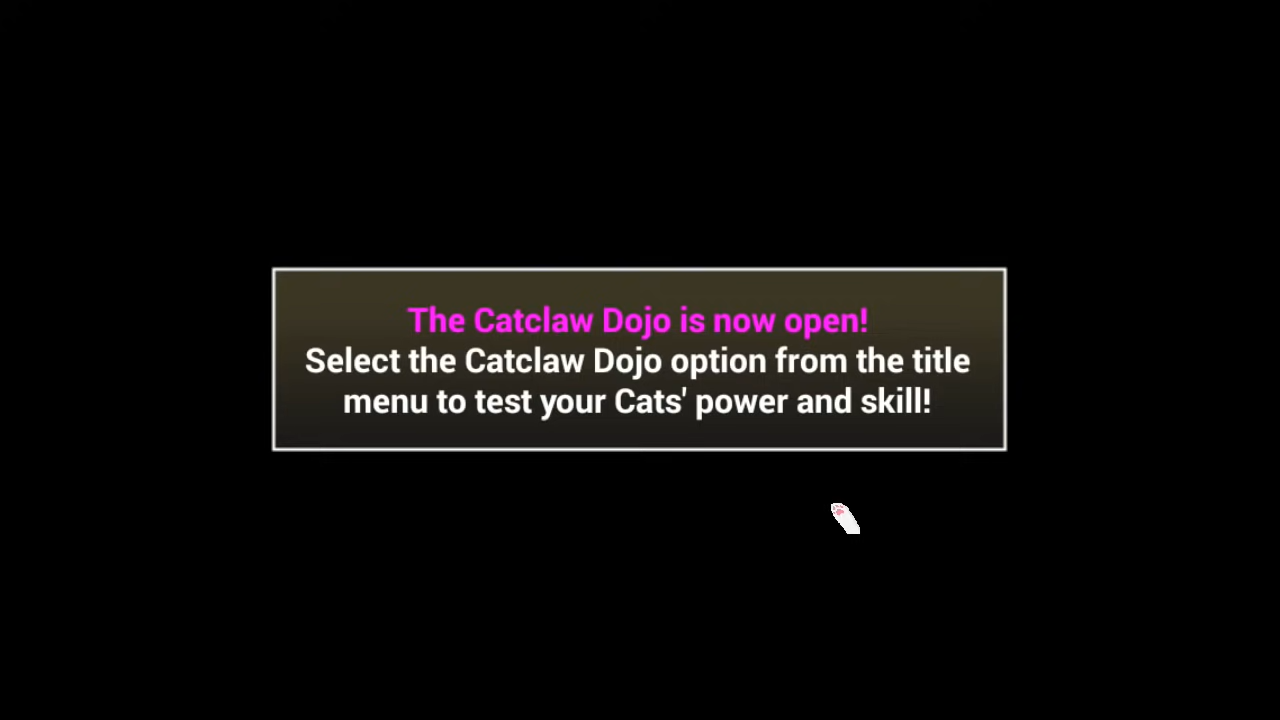 The Catclaw Dojo is now open!
Select the Catclaw Dojo option from the title
menu to test your Cats' power and skill!